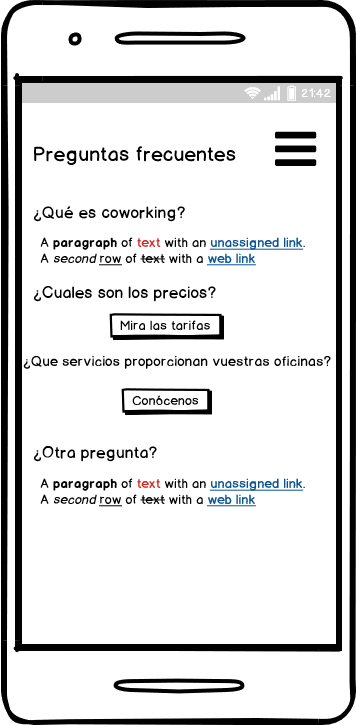 21:42
Preguntas frecuentes
¿Qué es coworking?
A paragraph of text with an unassigned link.
A second row of text with a web link
¿Cuales son los precios?
Mira las tarifas
¿Que servicios proporcionan vuestras oficinas?
Conócenos
¿Otra pregunta?
A paragraph of text with an unassigned link.
A second row of text with a web link